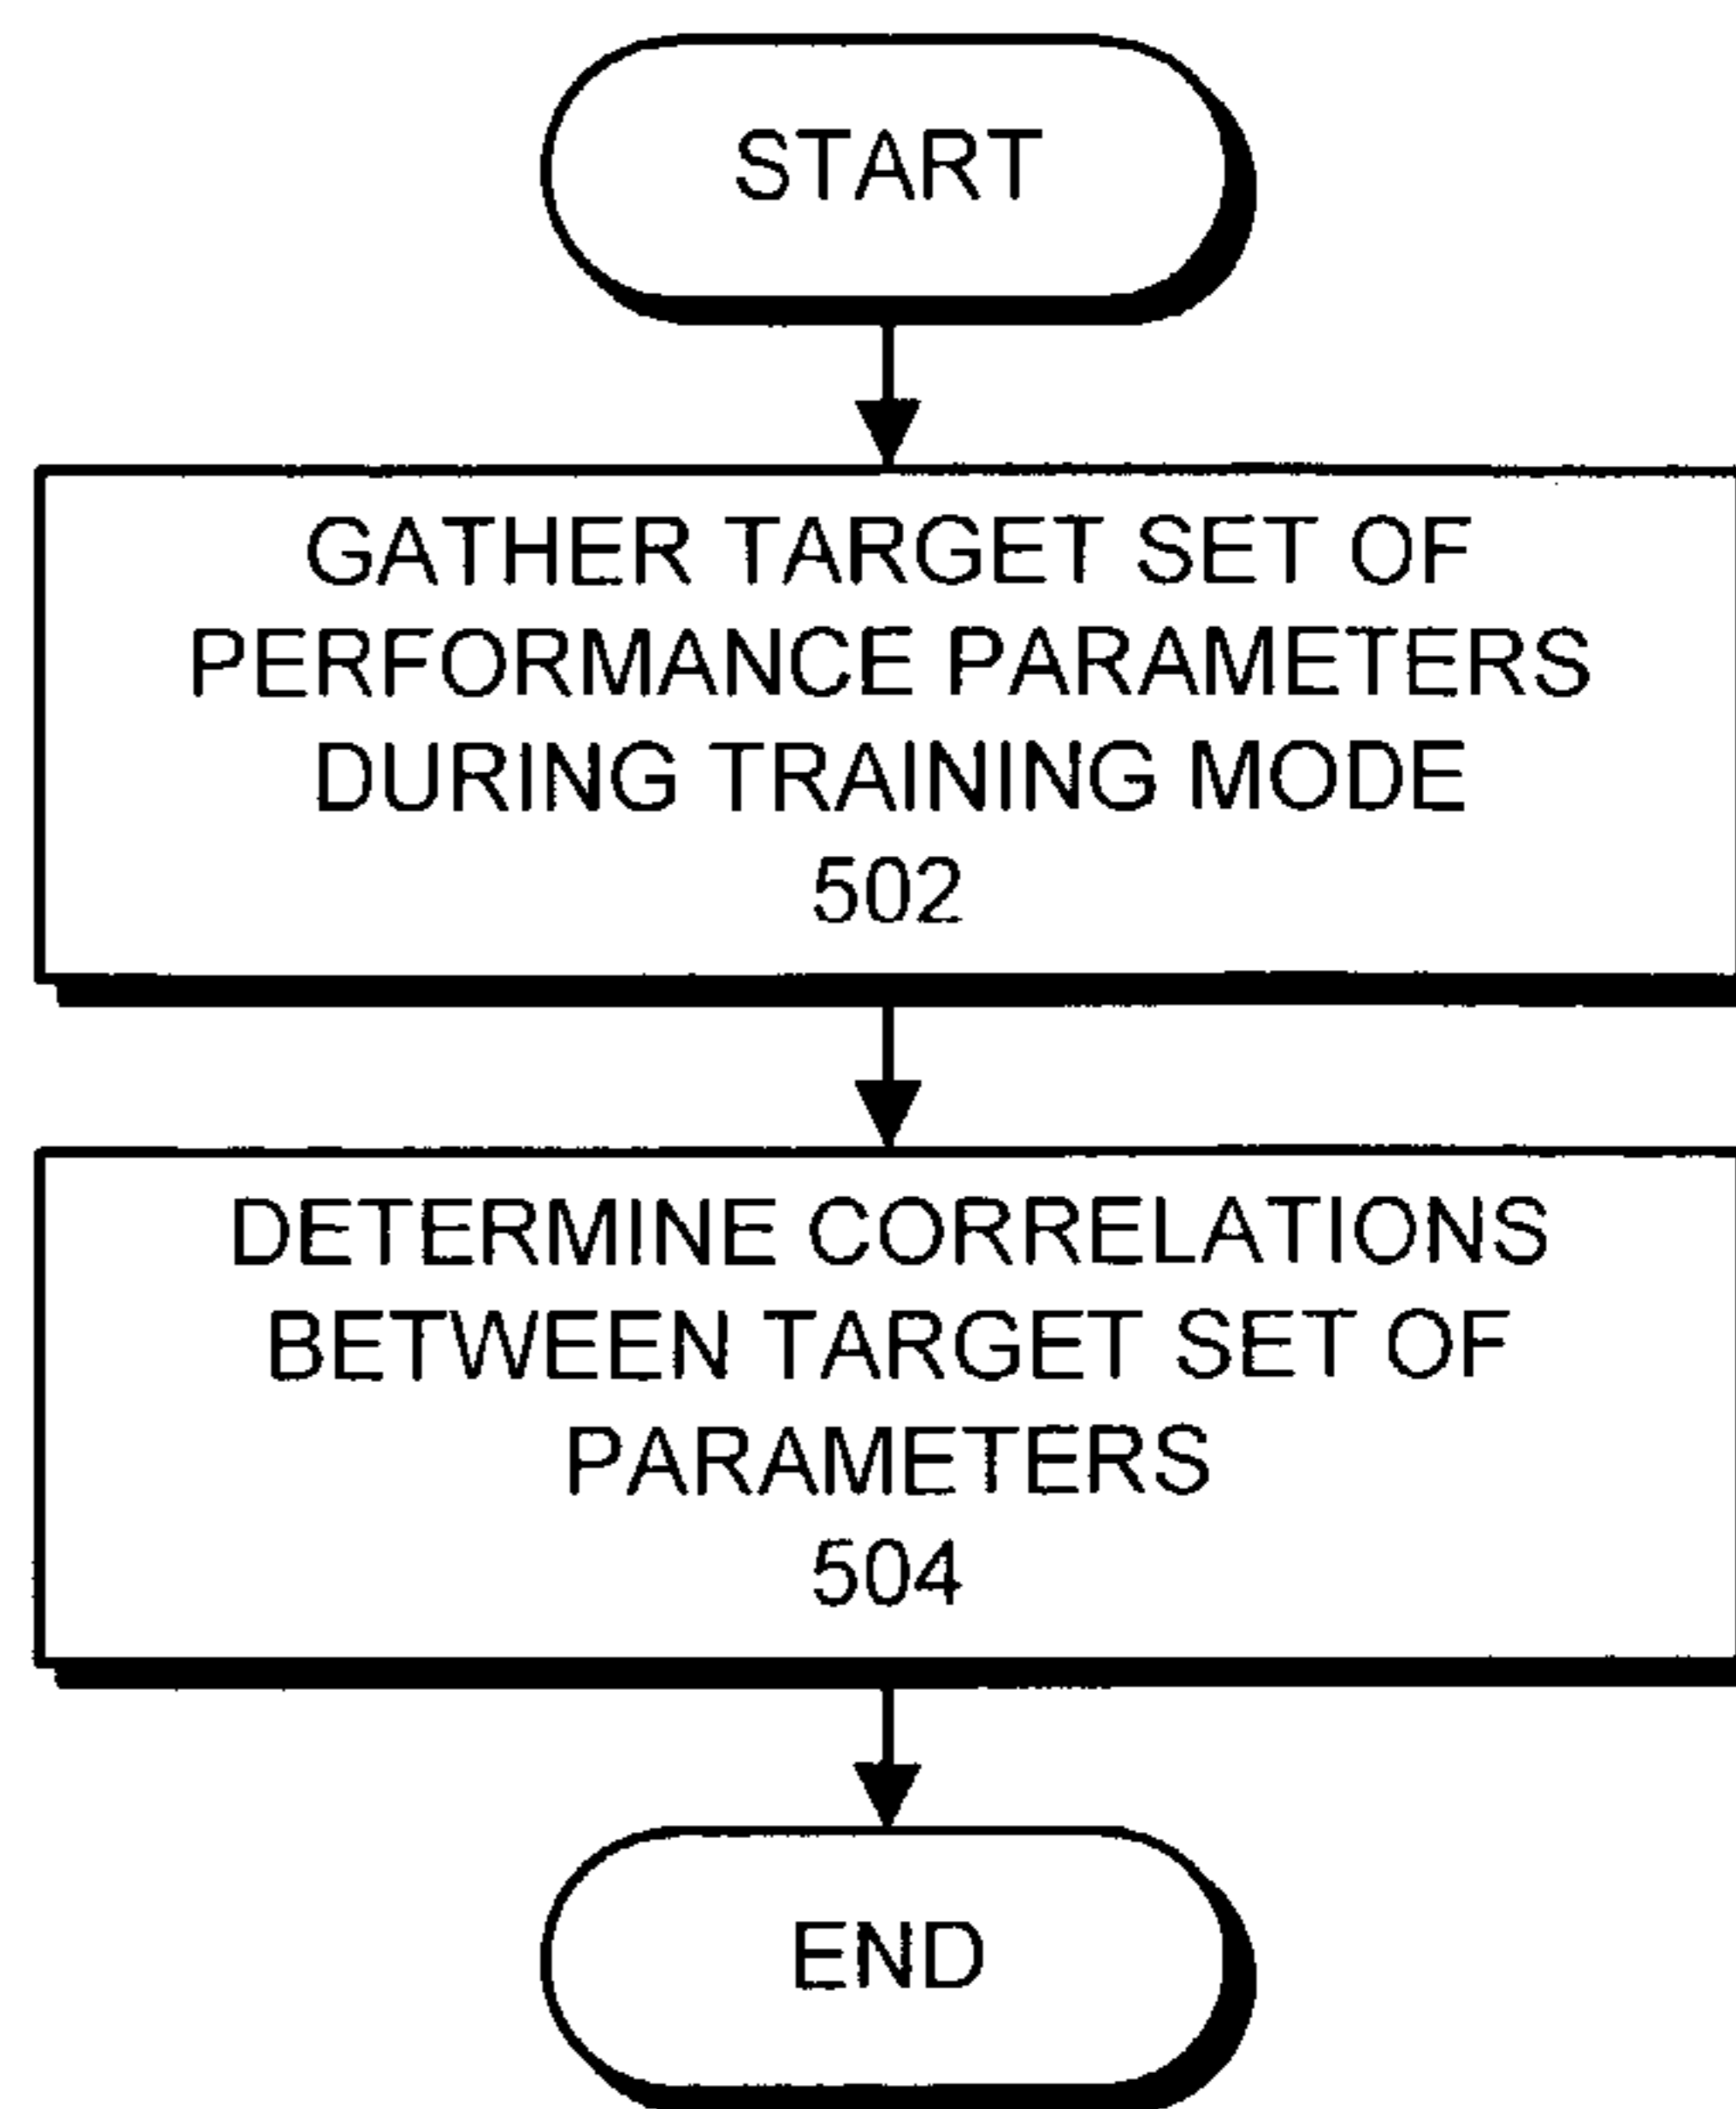 START
GATHER TARGET SET OF
PERFORMANCE PARAMETERS
DURING TRAINING MODE
502
DETERMINE CORRELATIONS
BETWEEN TARGET SET OF
PARAMETERS
504
END